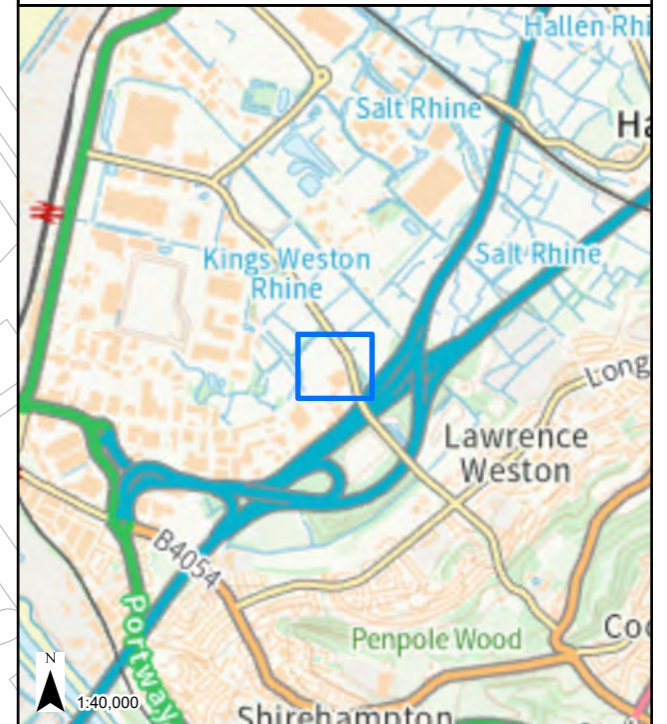 Hallen Rhi
Salt Rhine
Ha
Kings Weston
Rhine
Salt Rhine
Long
Lawrence
Weston
B4054
Penpole Wood
Coo
Portway
N
1:40,000
Shirehampton